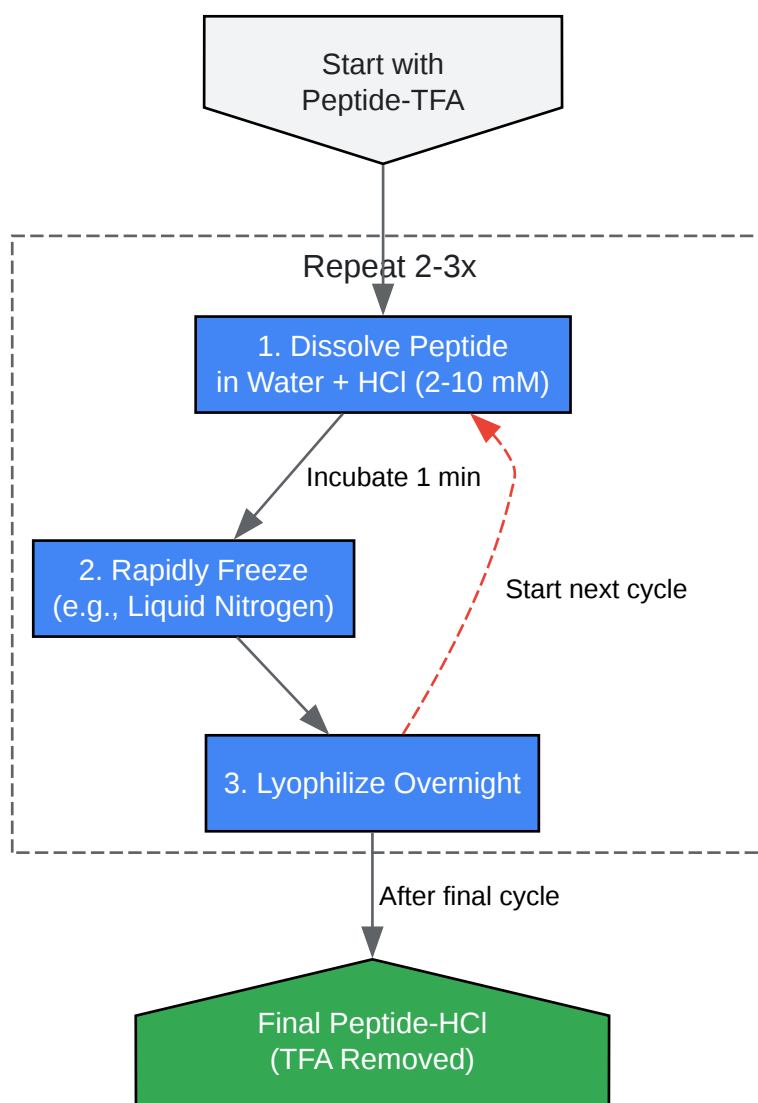 Start with
Peptide-TFA
Repeat 2-3x
1. Dissolve Peptide
in Water + HCl (2-10 mM)
Incubate 1 min
2. Rapidly Freeze
(e.g., Liquid Nitrogen)
Start next cycle
3. Lyophilize Overnight
After final cycle
Final Peptide-HCl
(TFA Removed)